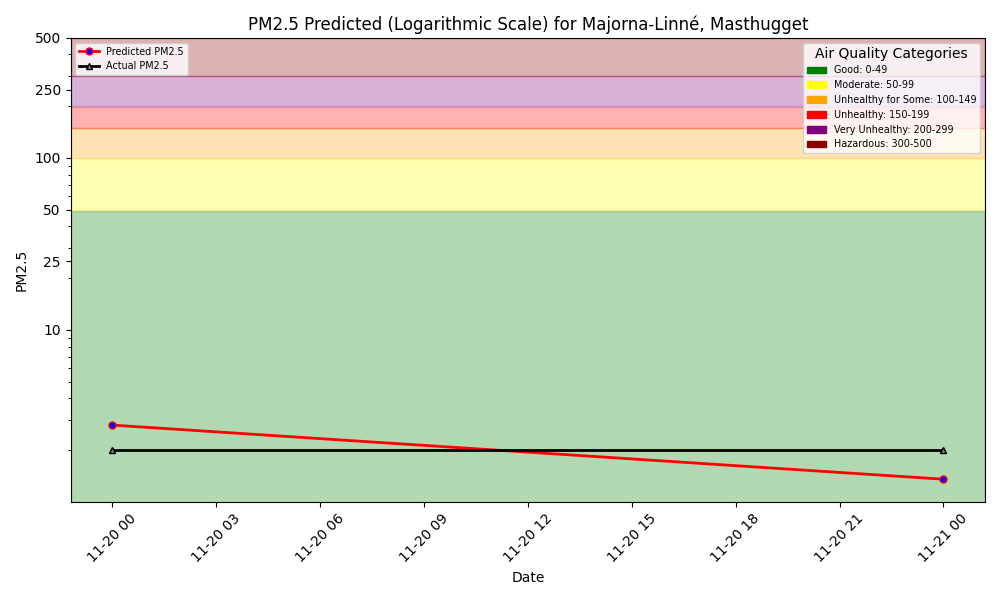 PM2.5 Predicted (Logarithmic Scale) for Majorna-Linné, Masthugget
Predicted PM2.5
Actual PM2.5
Air Quality Categories
Good: 0-49
Moderate: 50-99
Unhealthy for Some: 100-149
Unhealthy: 150-199
Very Unhealthy: 200-299
Hazardous: 300-500
500
250
100
50
25
10
PM2.5
11-20 00
11-20 03
11-20 06
11-20 09
11-20 12
11-20 15
11-20 18
11-20 21
11-21 00
Date